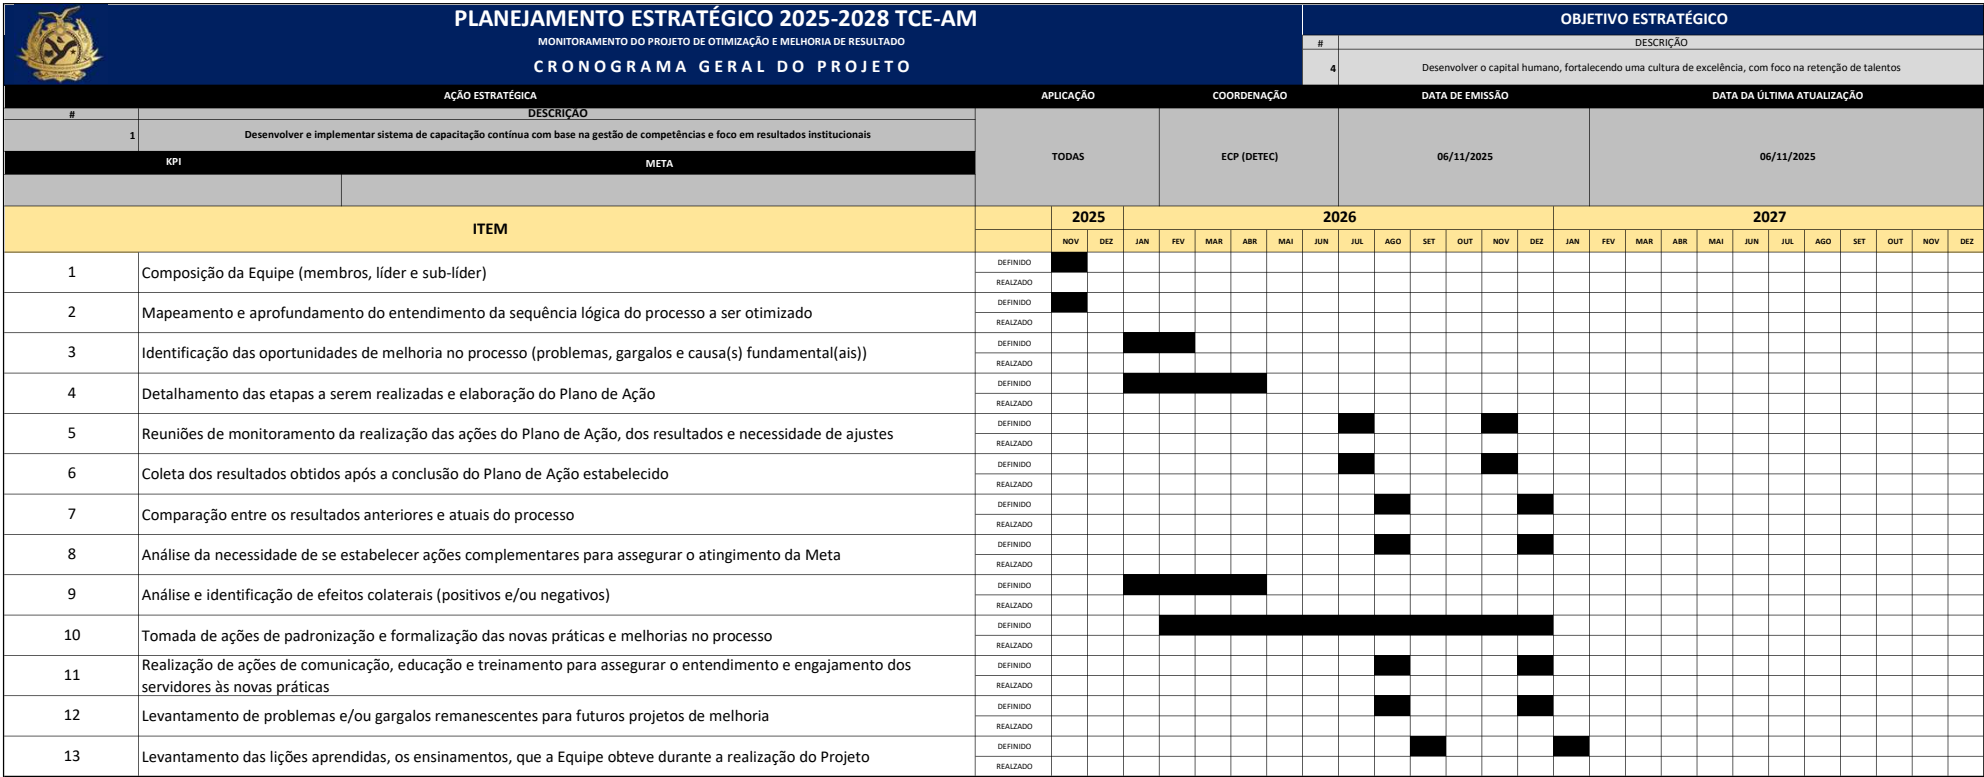 PLANEJAMENTO ESTRATÉGICO 2025-2028 TCE-AM
MONITORAMENTO DO PROJETO DE OTIMIZAÇÃO E MELHORIA DE RESULTADO
CRONOGRAMA GERAL DO PROJETO
OBJETIVO ESTRATÉGICO
# DESCRIÇÃO
4 Desenvolver o capital humano, fortalecendo uma cultura de excelência, com foco na retenção de talentos
AÇÃO ESTRATÉGICA APLICAÇÃO COORDENAÇÃO DATA DE EMISSÃO DATA DA ÚLTIMA ATUALIZAÇÃO
# DESCRIÇÃO
1 Desenvolver e implementar sistema de capacitação contínua com base na gestão de competências e foco em resultados institucionais
TODAS ECP (DETEC) 06/11/2025 06/11/2025
KPI META
ITEM
2025 2026 2027
NOV DEZ JAN FEV MAR ABR MAI JUN JUL AGO SET OUT NOV DEZ JAN FEV MAR ABR MAI JUN JUL AGO SET OUT NOV DEZ
1 Composição da Equipe (membros, líder e sub-líder)
DEFINIDO
REALZADO
2 Mapeamento e aprofundamento do entendimento da sequência lógica do processo a ser otimizado
DEFINIDO
REALZADO
3 Identificação das oportunidades de melhoria no processo (problemas, gargalos e causa(s) fundamental(ais))
DEFINIDO
REALZADO
4 Detalhamento das etapas a serem realizadas e elaboração do Plano de Ação
DEFINIDO
REALZADO
5 Reuniões de monitoramento da realização das ações do Plano de Ação, dos resultados e necessidade de ajustes
DEFINIDO
REALZADO
6 Coleta dos resultados obtidos após a conclusão do Plano de Ação estabelecido
DEFINIDO
REALZADO
7 Comparação entre os resultados anteriores e atuais do processo
DEFINIDO
REALZADO
8 Análise da necessidade de se estabelecer ações complementares para assegurar o atingimento da Meta
DEFINIDO
REALZADO
9 Análise e identificação de efeitos colaterais (positivos e/ou negativos)
DEFINIDO
REALZADO
10 Tomada de ações de padronização e formalização das novas práticas e melhorias no processo
DEFINIDO
REALZADO
11 Realização de ações de comunicação, educação e treinamento para assegurar o entendimento e engajamento dos
servidores às novas práticas
DEFINIDO
REALZADO
12 Levantamento de problemas e/ou gargalos remanescentes para futuros projetos de melhoria
DEFINIDO
REALZADO
13 Levantamento das lições aprendidas, os ensinamentos, que a Equipe obteve durante a realização do Projeto
DEFINIDO
REALZADO